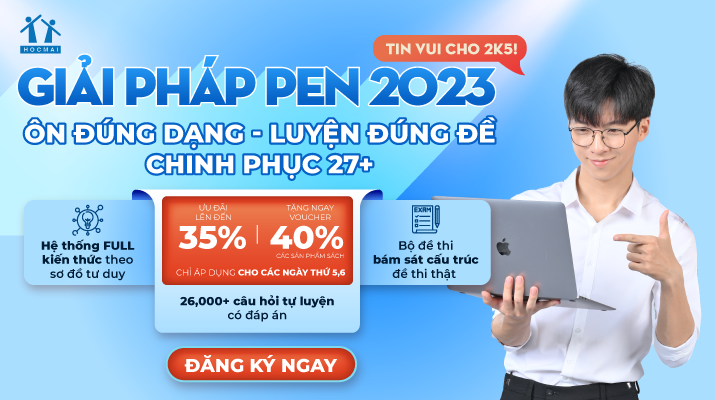 HOCMAI
TIN VUI CHO 2K5!
GIẢI PHÁP PEN 2023
ÔN ĐÚNG DẠNG - LUYỆN ĐÚNG ĐỀ
CHINH PHỤC 27+
Hệ thống FULL
kiến thức theo
sơ đồ tư duy
ƯU ĐÃI
LÊN ĐẾN
35%
TẶNG NGAY
VOUCHER
40%
CÁC SẢN PHẨM SÁCH
CHỈ ÁP DỤNG CHO CÁC NGÀY THỨ 5,6
26,000+ câu hỏi tự luyện
có đáp án
EXAM
Bộ đề thi
bám sát cấu trúc
đề thi thật
ĐĂNG KÝ NGAY